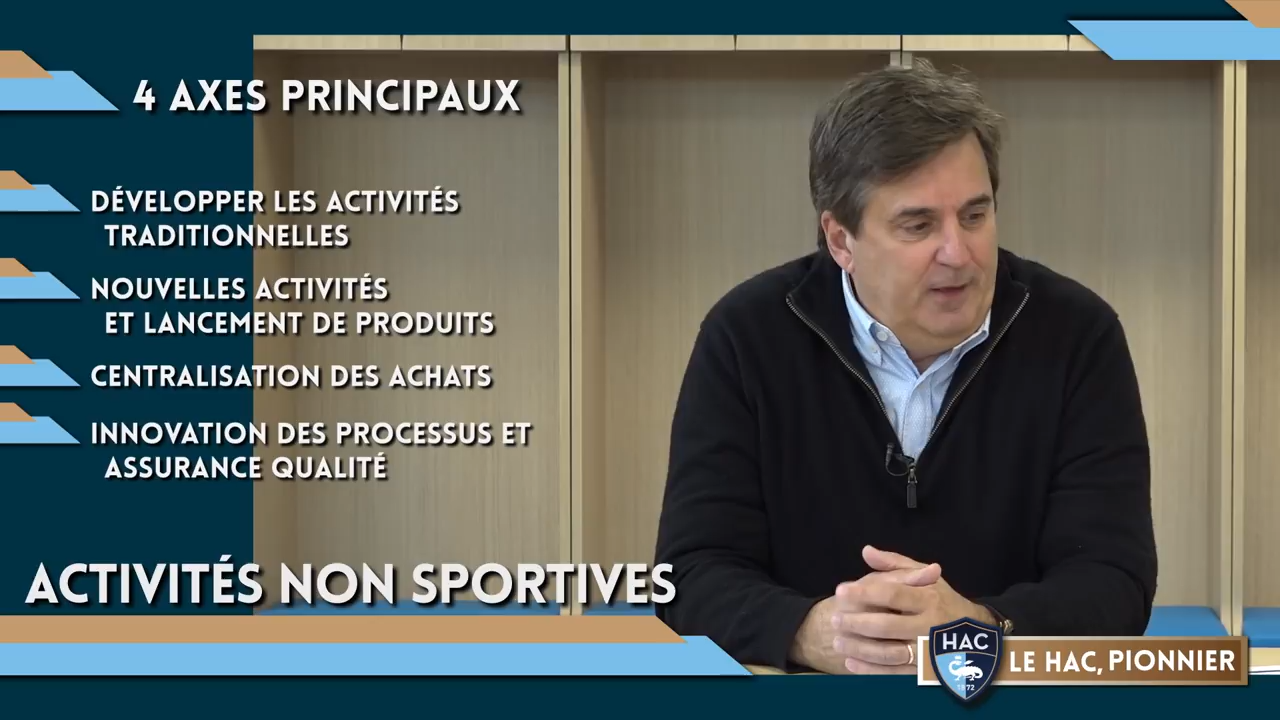 4 AXES PRINCIPAUX
DÉVELOPPER LES ACTIVITÉS
TRADITIONNELLES
NOUVELLES ACTIVITÉS
ET LANCEMENT DE PRODUITS
CENTRALISATION DES ACHATS
INNOVATION DES PROCESSUS ET
ASSURANCE QUALITÉ
ACTIVITÉS NON SPORTIVES
HAC
1872
LE HAC, PIONNIER